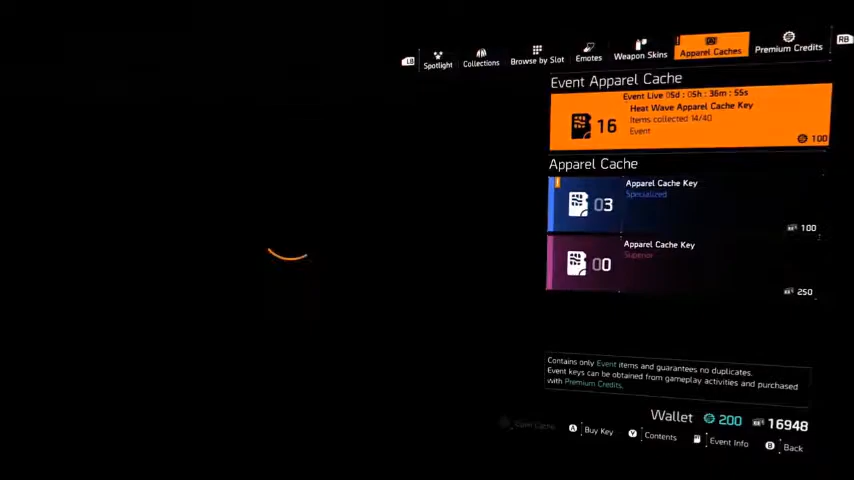 LB
Spotlight
Collections
Browse by Slot
Emotes
Weapon Skins
Apparel Caches
Premium Credits
RB
Event Apparel Cache
Event Live 05d : 05h : 36m : 55s
Heat Wave Apparel Cache Key
16
Items collected 14/40
Event
100
Apparel Cache
Apparel Cache Key
Specialized
03
100
Apparel Cache Key
Superior
00
250
Contains only Event items and guarantees no duplicates.
Event keys can be obtained from gameplay activities and purchased
with Premium Credits.
Wallet 200 16948
Open Cache A Buy Key Y Contents Event Info B Back